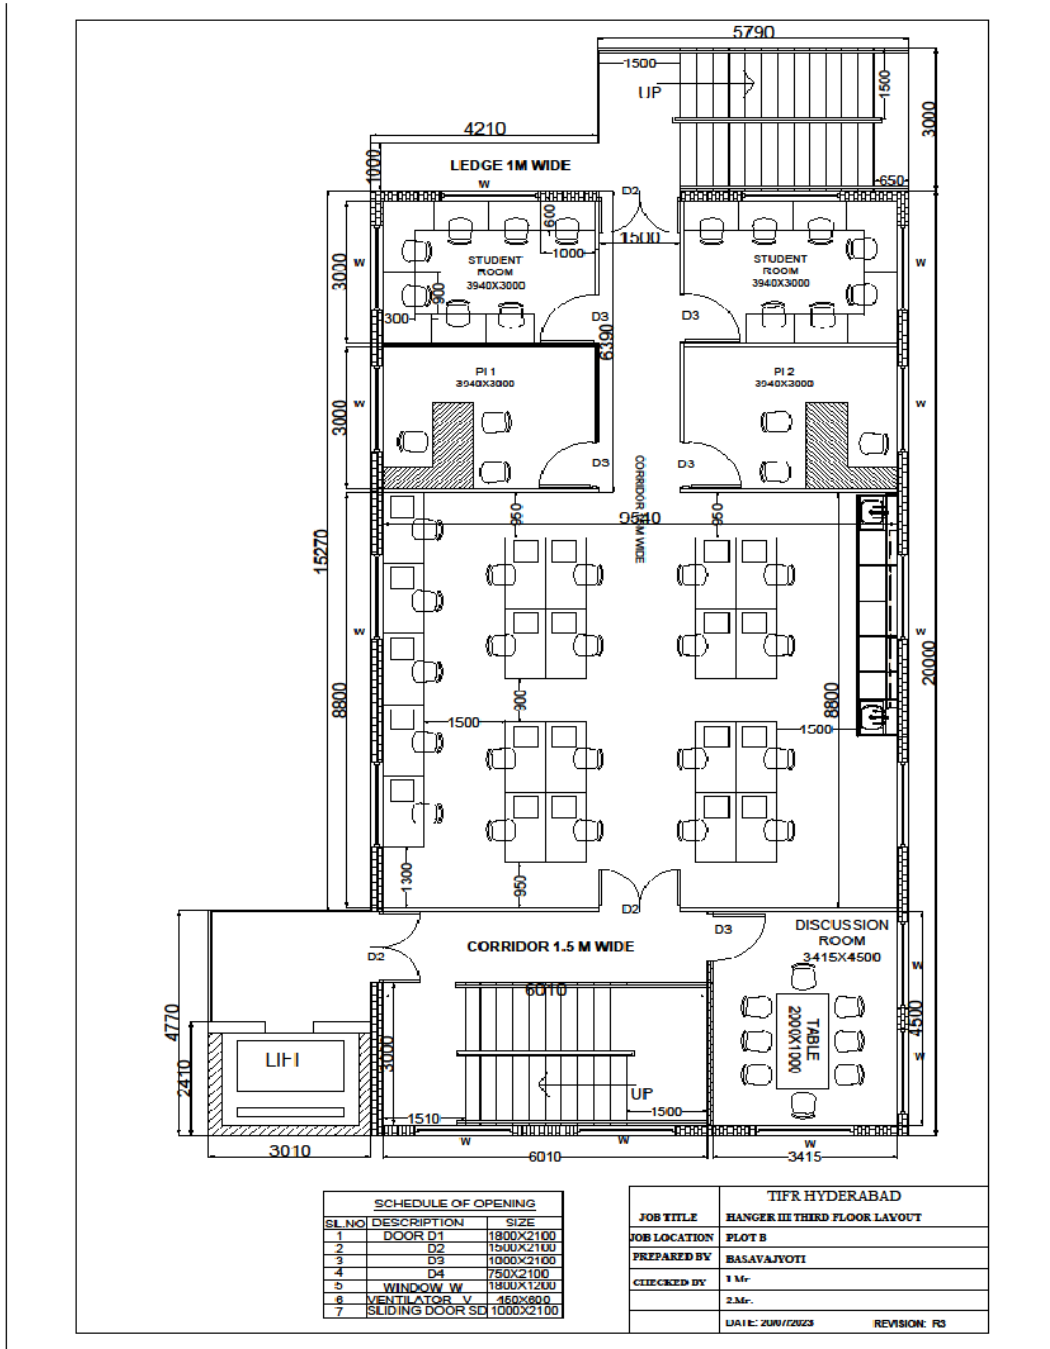 5790
1500
UP
1500
3000
4210
LEDGE 1M WIDE
1000
650
W
D2
600
1500
1000
STUDENT
ROOM
3940X3000
STUDENT
ROOM
3940X3000
W
W
3000
900
300
D3
D3
6390
PI 1
3940X3000
PI 2
3940X3000
W
W
3000
D3
D3
950
950
9540
15270
W
W
20000
8800
8800
900
1500
1500
1300
950
D2
D3
DISCUSSION
ROOM
3415X4500
CORRIDOR 1.5 M WIDE
D2
W
6010
4770
4500
TABLE
2000X1000
LIFT
3000
W
2410
UP
1510
1500
W
W
W
3010
6010
3415
SCHEDULE OF OPENING
SL.NO DESCRIPTION SIZE
1 DOOR D1 1800X2100
2 D2 1500X2100
3 D3 1000X2100
4 D4 750X2100
5 WINDOW W 1800X1200
6 VENTILATOR V 450X600
7 SLIDING DOOR SD 1000X2100
TIFR HYDERABAD
JOB TITLE HANGER III THIRD FLOOR LAYOUT
JOB LOCATION PLOT B
PREPARED BY BASAVAJYOTI
CHECKED BY 1.Mr.
2.Mr.
DATE: 20/07/2023 REVISION: R3